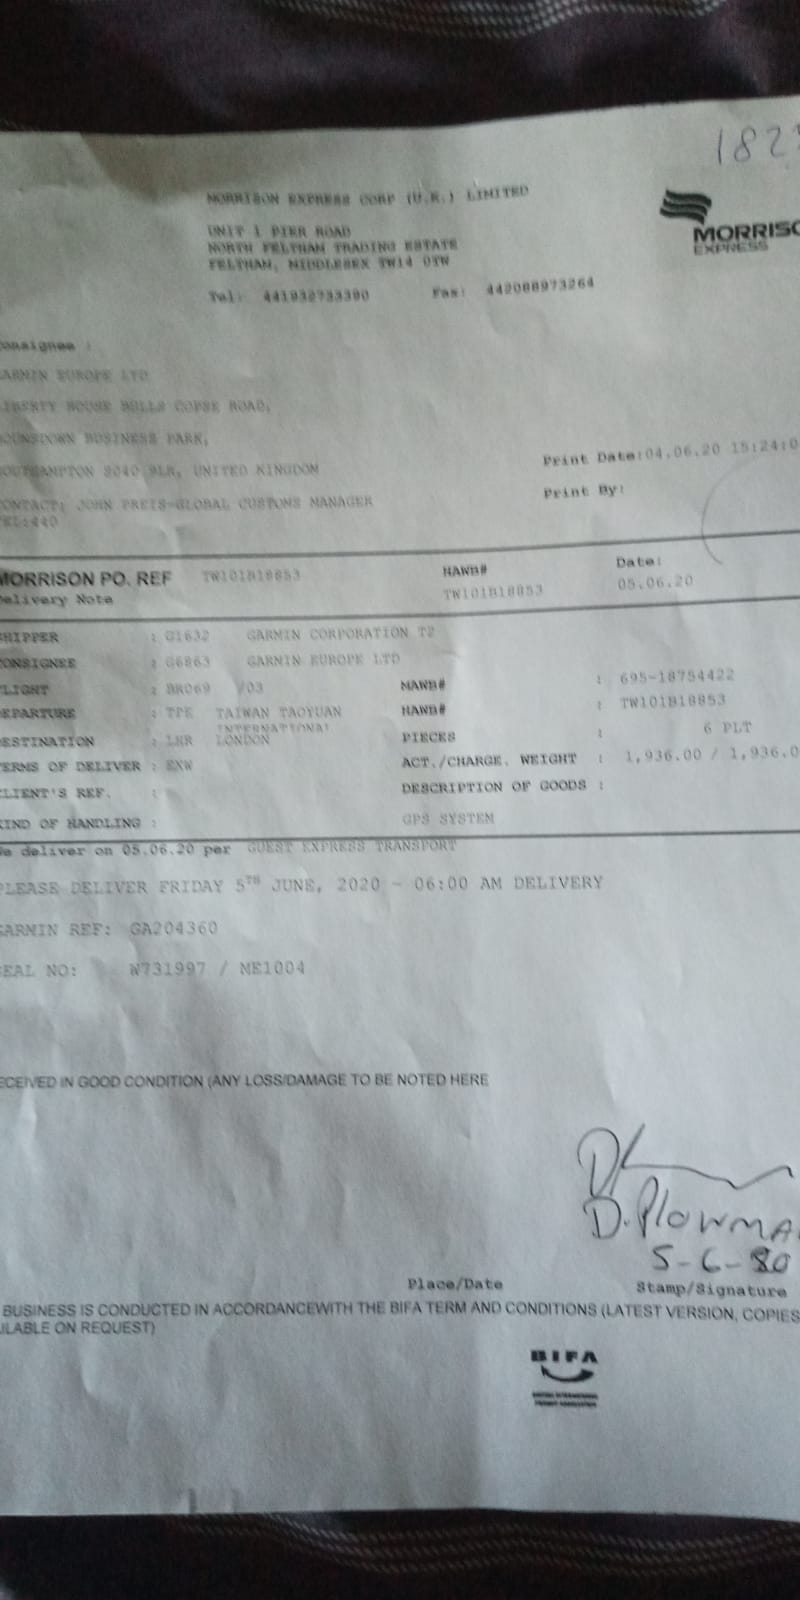 182
MORRISON EXPRESS CORP (U.K.) LIMITED
UNIT 1 PIER ROAD
NORTH FELTHAM TRADING ESTATE
FELTHAM, MIDDLESEX TW14 0TW
Tel: 441932733390 Fax: 442088973264
MORRISO
EXPRESS
onsignee :
ARMIN EUROPE LTD
IBERTY HOUSE BULLS COPSE ROAD,
OUNSDOWN BUSINESS PARK,
OUTHAMPTON SO40 9LR, UNITED KINGDOM
ONTACT: JOHN PREIS-GLOBAL CUSTOMS MANAGER
TEL:440
Print Date:04.06.20 15:24:0
Print By:
MORRISON PO. REF TW101B18853 HAWB# Date:
elivery Note TW101B18853 05.06.20
HIPPER : G1632 GARMIN CORPORATION T2
ONSIGNEE : G6863 GARMIN EUROPE LTD
LIGHT : BR069 /03 MAWB# : 695-18754422
EPARTURE : TPE TAIWAN TAOYUAN INTERNATIONAL HAWB# : TW101B18853
ESTINATION : LHR LONDON PIECES : 6 PLT
ERMS OF DELIVER : EXW ACT./CHARGE. WEIGHT : 1,936.00 / 1,936.0
LIENT'S REF. : DESCRIPTION OF GOODS :
IND OF HANDLING : GPS SYSTEM
e deliver on 05.06.20 per GUEST EXPRESS TRANSPORT
PLEASE DELIVER FRIDAY 5TH JUNE, 2020 - 06:00 AM DELIVERY
GARMIN REF: GA204360
EAL NO: W731997 / ME1004
ECEIVED IN GOOD CONDITION (ANY LOSS/DAMAGE TO BE NOTED HERE
D. PLOWMA
5-6-80
Place/Date Stamp/Signature
BUSINESS IS CONDUCTED IN ACCORDANCEWITH THE BIFA TERM AND CONDITIONS (LATEST VERSION, COPIES
ILABLE ON REQUEST)
BIFA